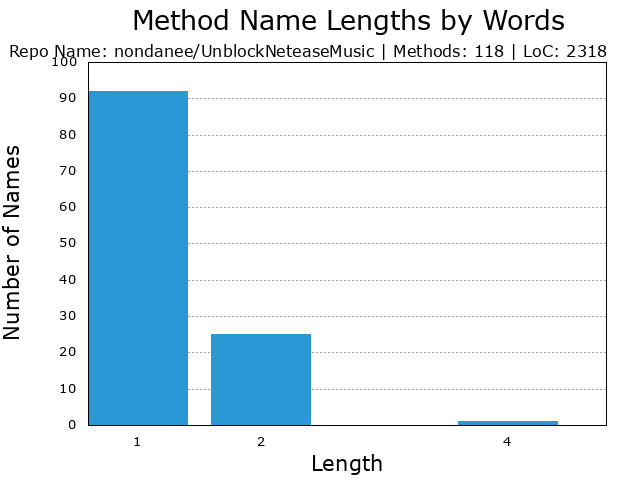 Method Name Lengths by Words
Repo Name: nondanee/UnblockNeteaseMusic | Methods: 118 | LoC: 2318
100
90
80
70
60
50
40
30
20
10
0
Number of Names
1 2 4
Length